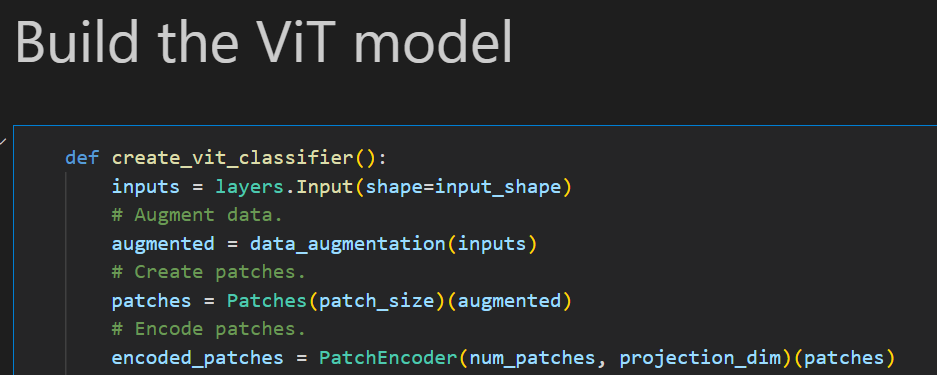 Build the ViT model
def create_vit_classifier():
    inputs = layers.Input(shape=input_shape)
    # Augment data.
    augmented = data_augmentation(inputs)
    # Create patches.
    patches = Patches(patch_size)(augmented)
    # Encode patches.
    encoded_patches = PatchEncoder(num_patches, projection_dim)(patches)